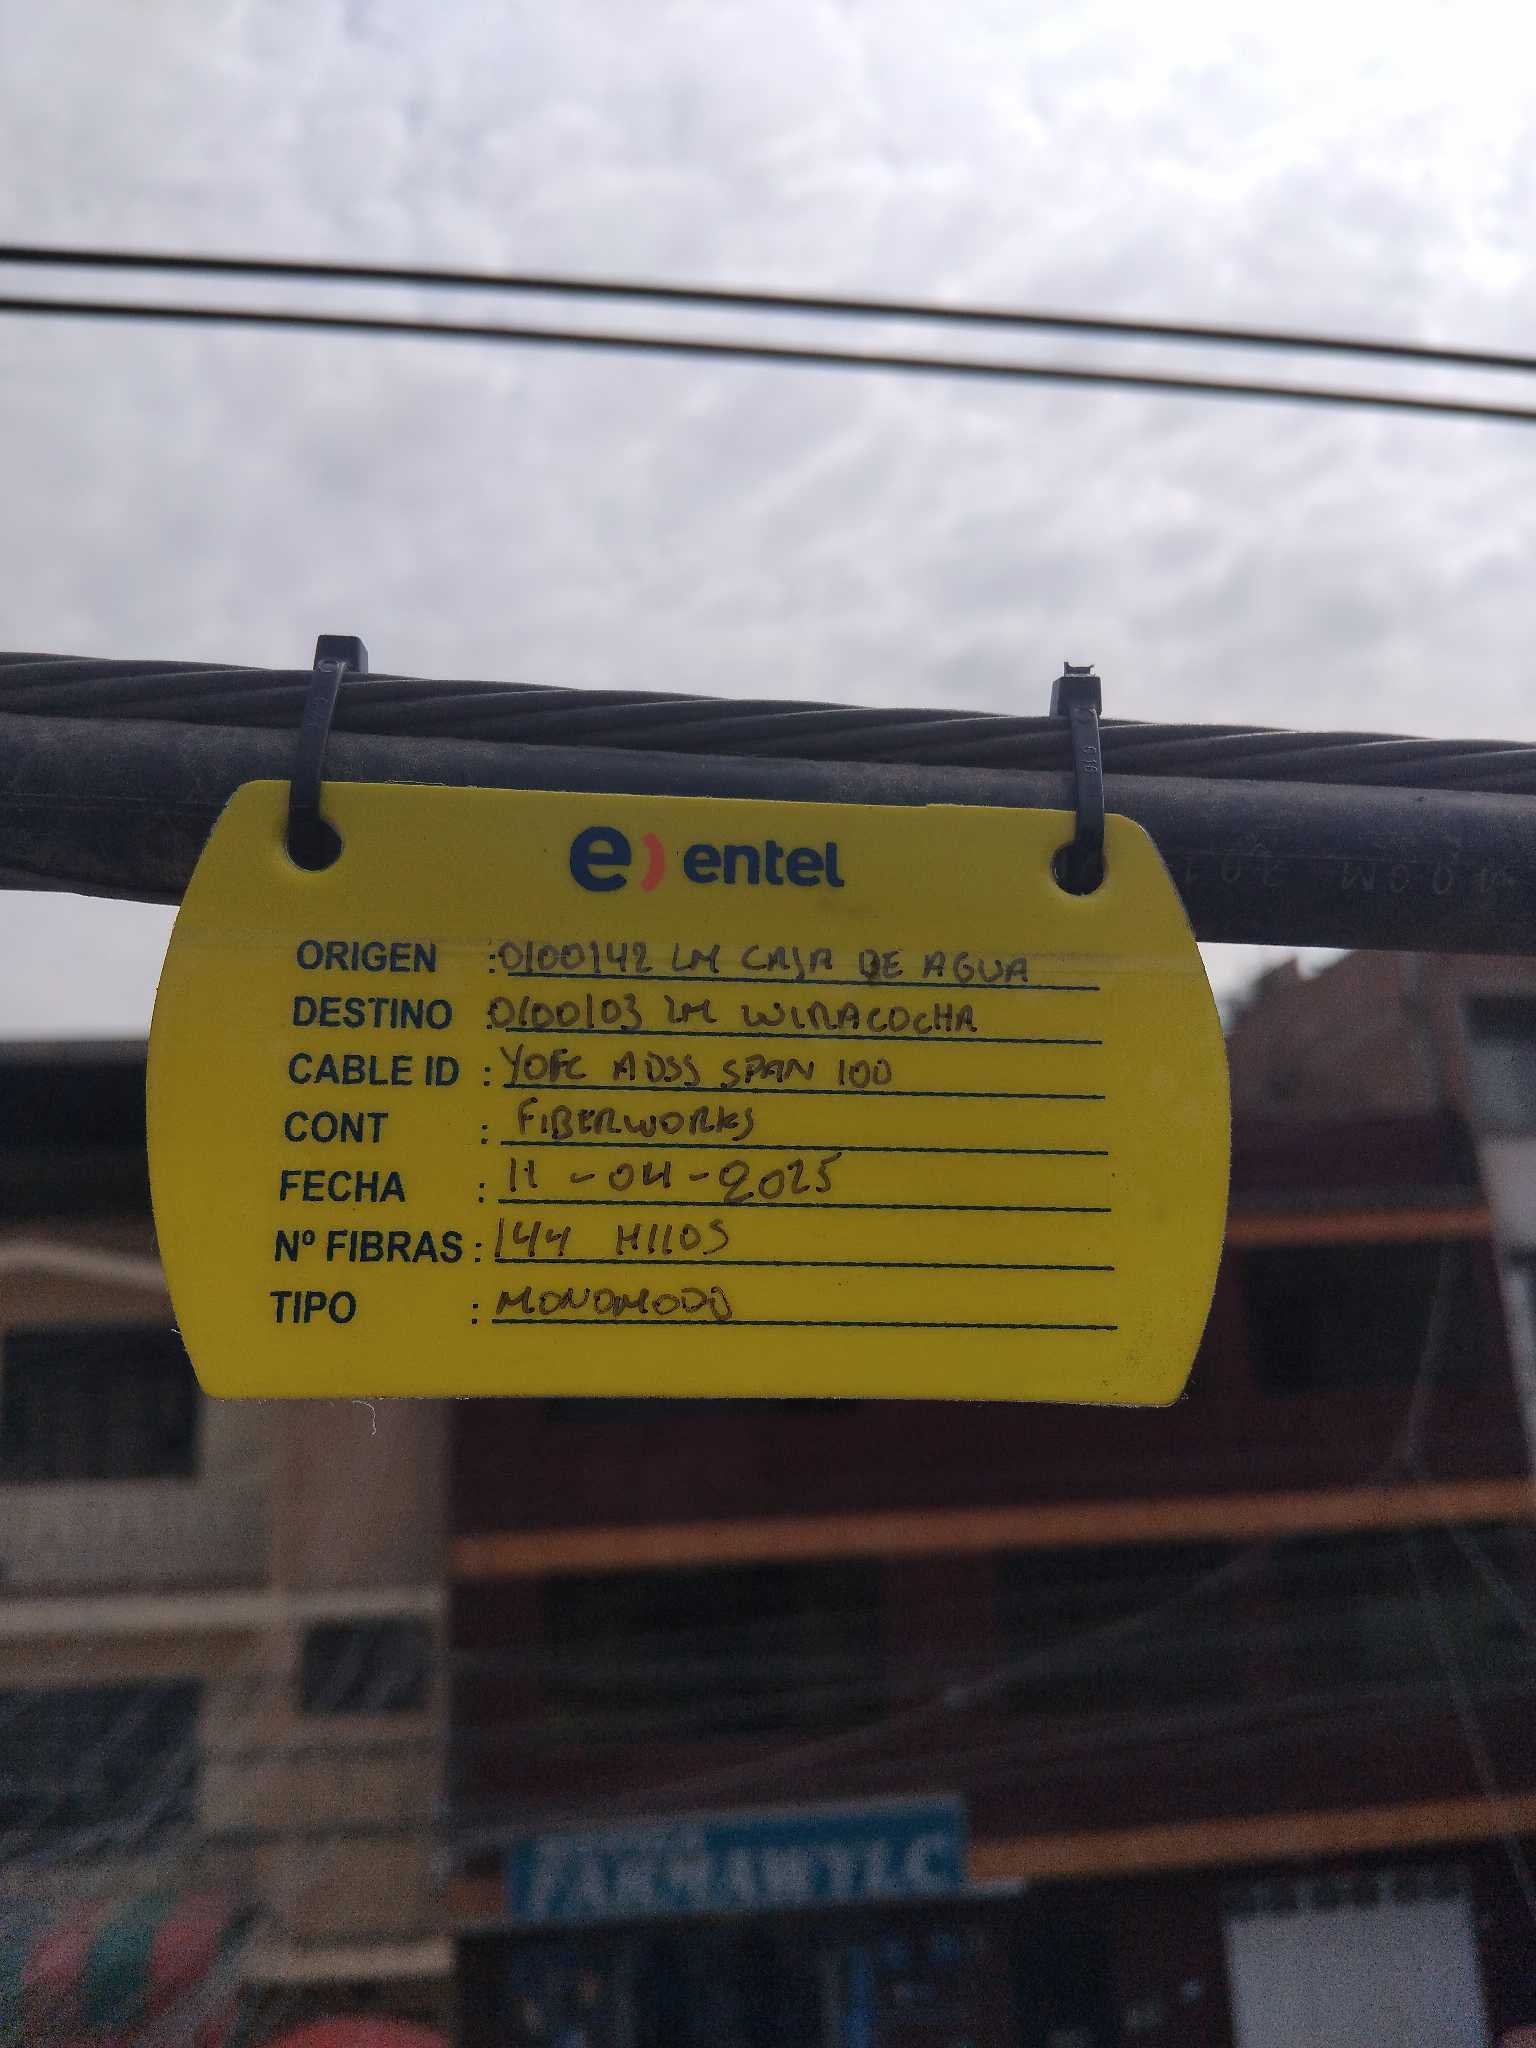 e) entel
ORIGEN : 0100142 LM CAJA DE AGUA
DESTINO : 0100103 LM WIRACOCHA
CABLE ID : YOFC ADSS SPAN 100
CONT : FIBERWORKS
FECHA : 11 - 04 - 2025
Nº FIBRAS : 144 HILOS
TIPO : MONOMODO